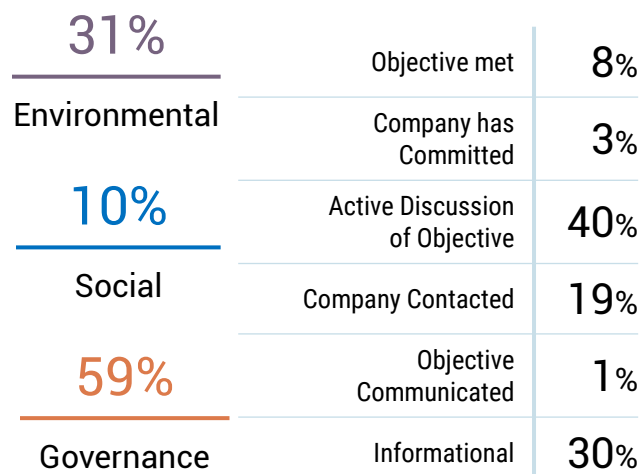 31%
Environmental
10%
Social
59%
Governance
Objective met 8%
Company has
Committed 3%
Active Discussion
of Objective 40%
Company Contacted 19%
Objective
Communicated 1%
Informational 30%